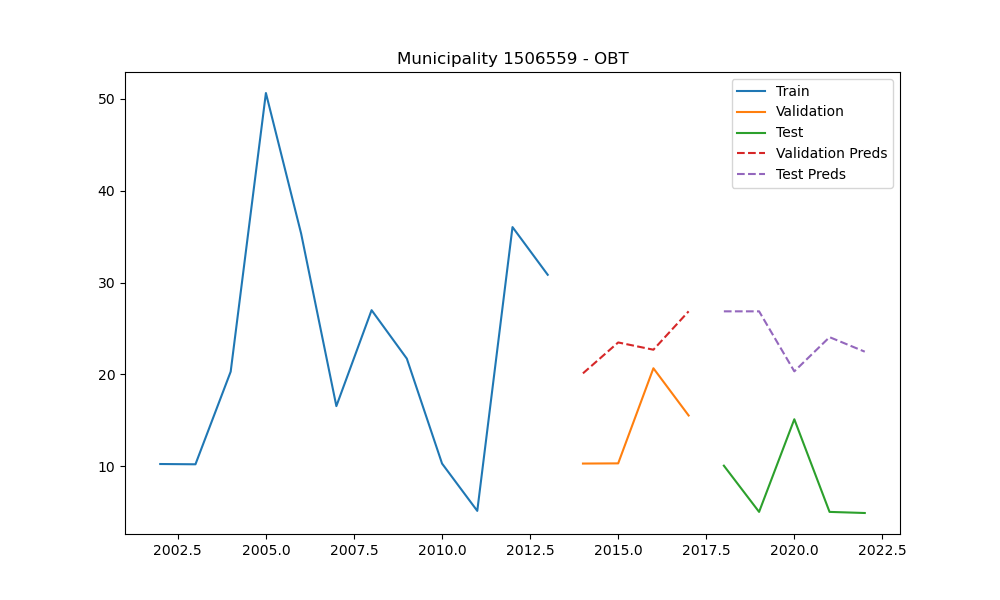 Municipality 1506559 - OBT
Train
Validation
Test
Validation Preds
Test Preds
50
40
30
20
10
2002.5 2005.0 2007.5 2010.0 2012.5 2015.0 2017.5 2020.0 2022.5